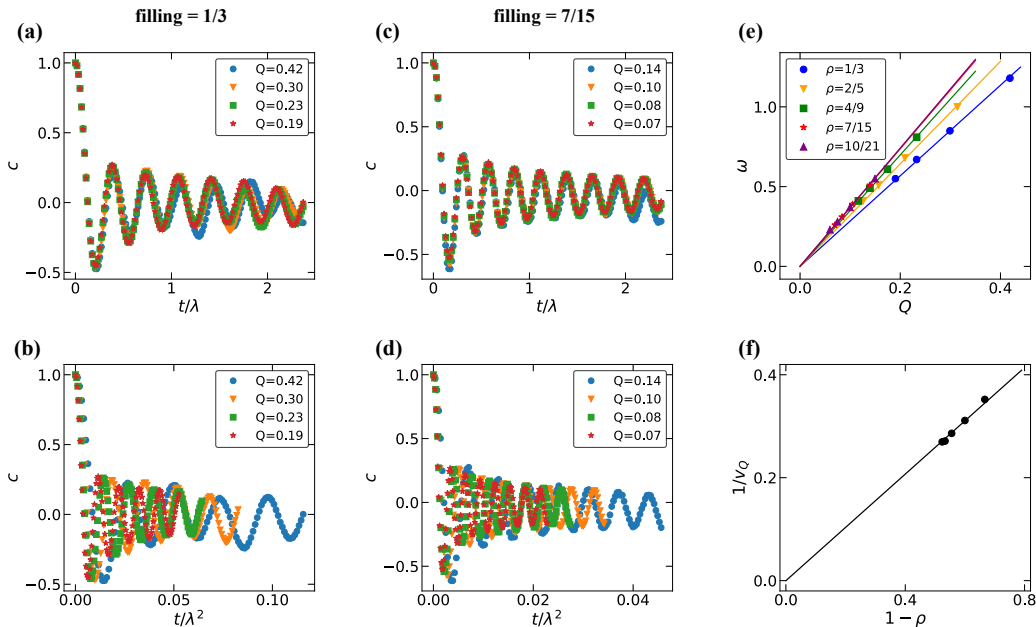 filling = 1/3
filling = 7/15
(a)
1.0
0.5
0.0
−0.5
c
0
1
2
t/λ
Q=0.42
Q=0.30
Q=0.23
Q=0.19
(c)
1.0
0.5
0.0
−0.5
c
0
1
2
t/λ
Q=0.14
Q=0.10
Q=0.08
Q=0.07
(e)
1.0
0.5
0.0
ω
0.0
0.2
0.4
Q
ρ=1/3
ρ=2/5
ρ=4/9
ρ=7/15
ρ=10/21
(b)
1.0
0.5
0.0
−0.5
c
0.00
0.05
0.10
t/λ²
Q=0.42
Q=0.30
Q=0.23
Q=0.19
(d)
1.0
0.5
0.0
−0.5
c
0.00
0.02
0.04
t/λ²
Q=0.14
Q=0.10
Q=0.08
Q=0.07
(f)
0.4
0.2
0.0
1/v_Q
0.0
0.2
0.4
0.6
0.8
1 − ρ